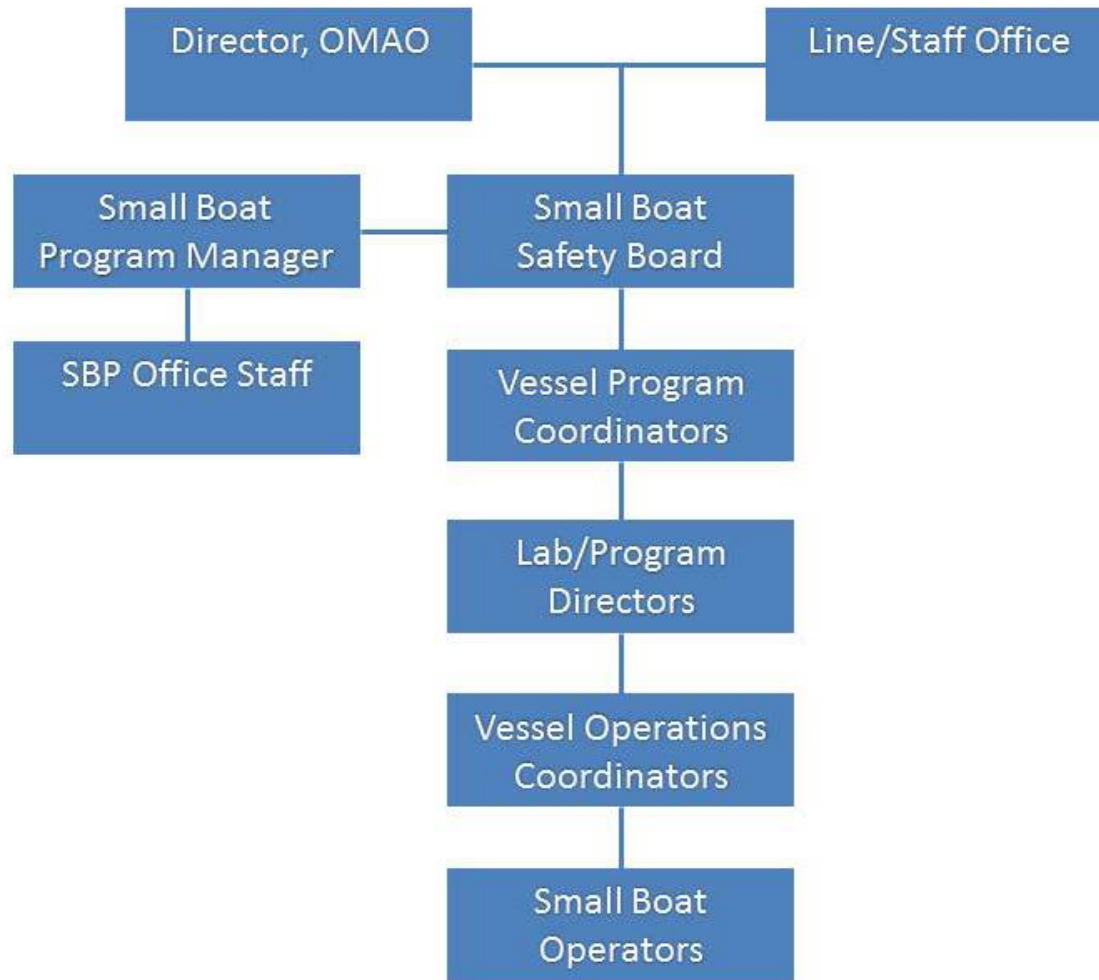 Director, OMAO
Line/Staff Office
Small Boat
Program Manager
Small Boat
Safety Board
SBP Office Staff
Vessel Program
Coordinators
Lab/Program
Directors
Vessel Operations
Coordinators
Small Boat
Operators